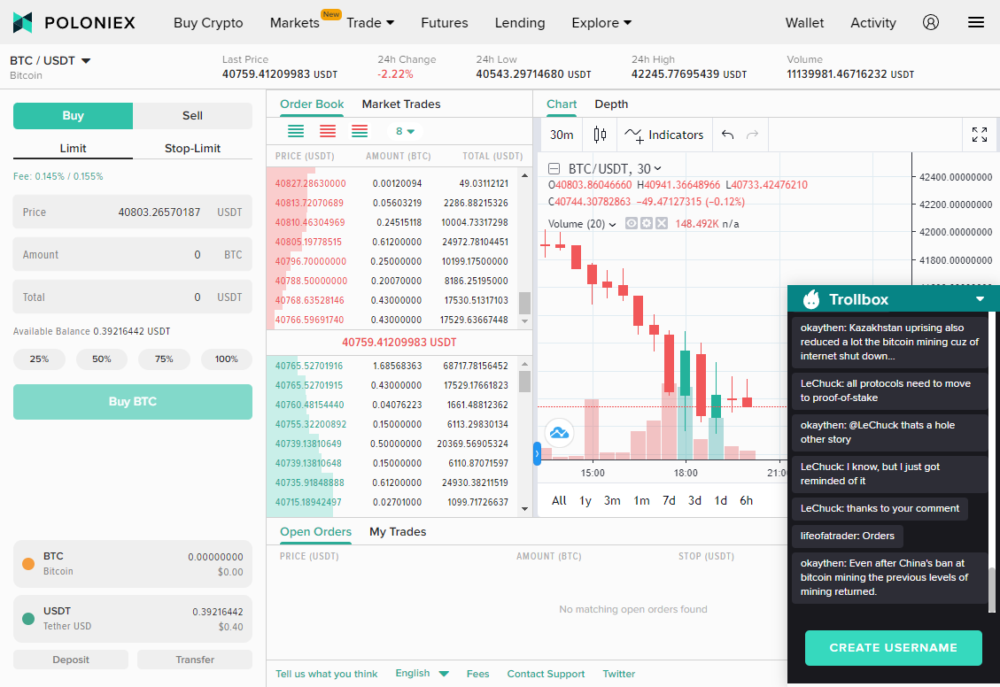 POLONIEX Buy Crypto Markets New Trade Futures Lending Explore Wallet Activity
BTC / USDT
Bitcoin
Last Price
40759.41209983 USDT
24h Change
-2.22%
24h Low
40543.29714680 USDT
24h High
42245.77695439 USDT
Volume
11139981.46716232 USDT
Buy Sell
Limit Stop-Limit
Fee: 0.145% / 0.155%
Price 40803.26570187 USDT
Amount 0 BTC
Total 0 USDT
Available Balance 0.39216442 USDT
25% 50% 75% 100%
Buy BTC
BTC 0.00000000
Bitcoin $0.00
USDT 0.39216442
Tether USD $0.40
Deposit Transfer
Order Book Market Trades
8
PRICE (USDT) AMOUNT (BTC) TOTAL (USDT)
40827.28630000 0.00120094 49.03112121
40813.72070689 0.05603219 2286.88215326
40810.46304969 0.24515118 10004.73317298
40805.19778515 0.61200000 24972.78104451
40796.70000000 0.25000000 10199.17500000
40788.50000000 0.20070000 8186.25195000
40768.63528146 0.43000000 17530.51317103
40766.59691740 0.43000000 17529.63667448
40759.41209983 USDT
40765.52701916 1.68568363 68717.78156452
40765.52701915 0.43000000 17529.17661823
40760.48154440 0.04076223 1661.48812362
40755.32200892 0.15000000 6113.29830134
40739.13810649 0.50000000 20369.56905324
40739.13810648 0.15000000 6110.87071597
40735.91848888 0.61200000 24930.38211519
40715.18942497 0.02701000 1099.71726637
Chart Depth
30m Indicators
BTC/USDT, 30
O40803.86046660 H40941.36648966 L40733.42476210
C40744.30782863 −49.47127315 (−0.12%)
Volume (20) 148.492K n/a
42400.00000000
42200.00000000
42000.00000000
41800.00000000
15:00 18:00 21:00
All 1y 3m 1m 7d 3d 1d 6h
Open Orders My Trades
PRICE (USDT) AMOUNT (BTC) STOP (USDT)
No matching open orders found
Tell us what you think English Fees Contact Support Twitter
Trollbox
okaythen: Kazakhstan uprising also
reduced a lot the bitcoin mining cuz of
internet shut down...
LeChuck: all protocols need to move
to proof-of-stake
okaythen: @LeChuck thats a hole
other story
LeChuck: I know, but I just got
reminded of it
LeChuck: thanks to your comment
lifeofatrader: Orders
okaythen: Even after China's ban at
bitcoin mining the previous levels of
mining returned.
CREATE USERNAME